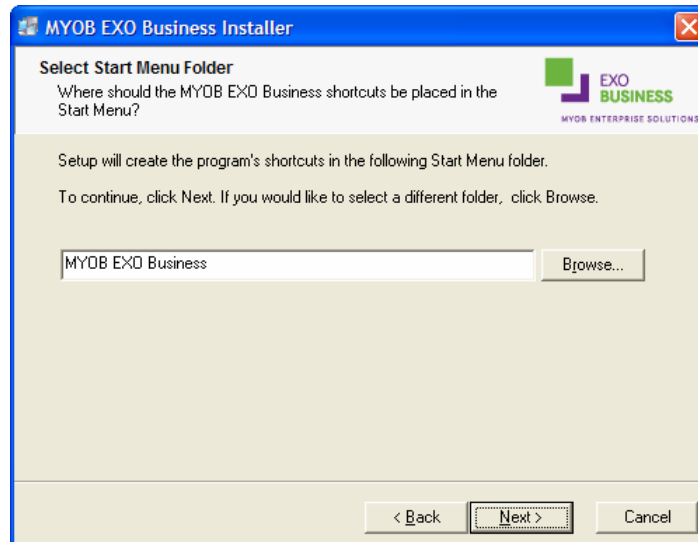 MYOB EXO Business Installer
Select Start Menu Folder
Where should the MYOB EXO Business shortcuts be placed in the
Start Menu?
EXO
BUSINESS
MYOB ENTERPRISE SOLUTIONS
Setup will create the program's shortcuts in the following Start Menu folder.
To continue, click Next. If you would like to select a different folder, click Browse.
MYOB EXO Business
Browse...
< Back
Next >
Cancel